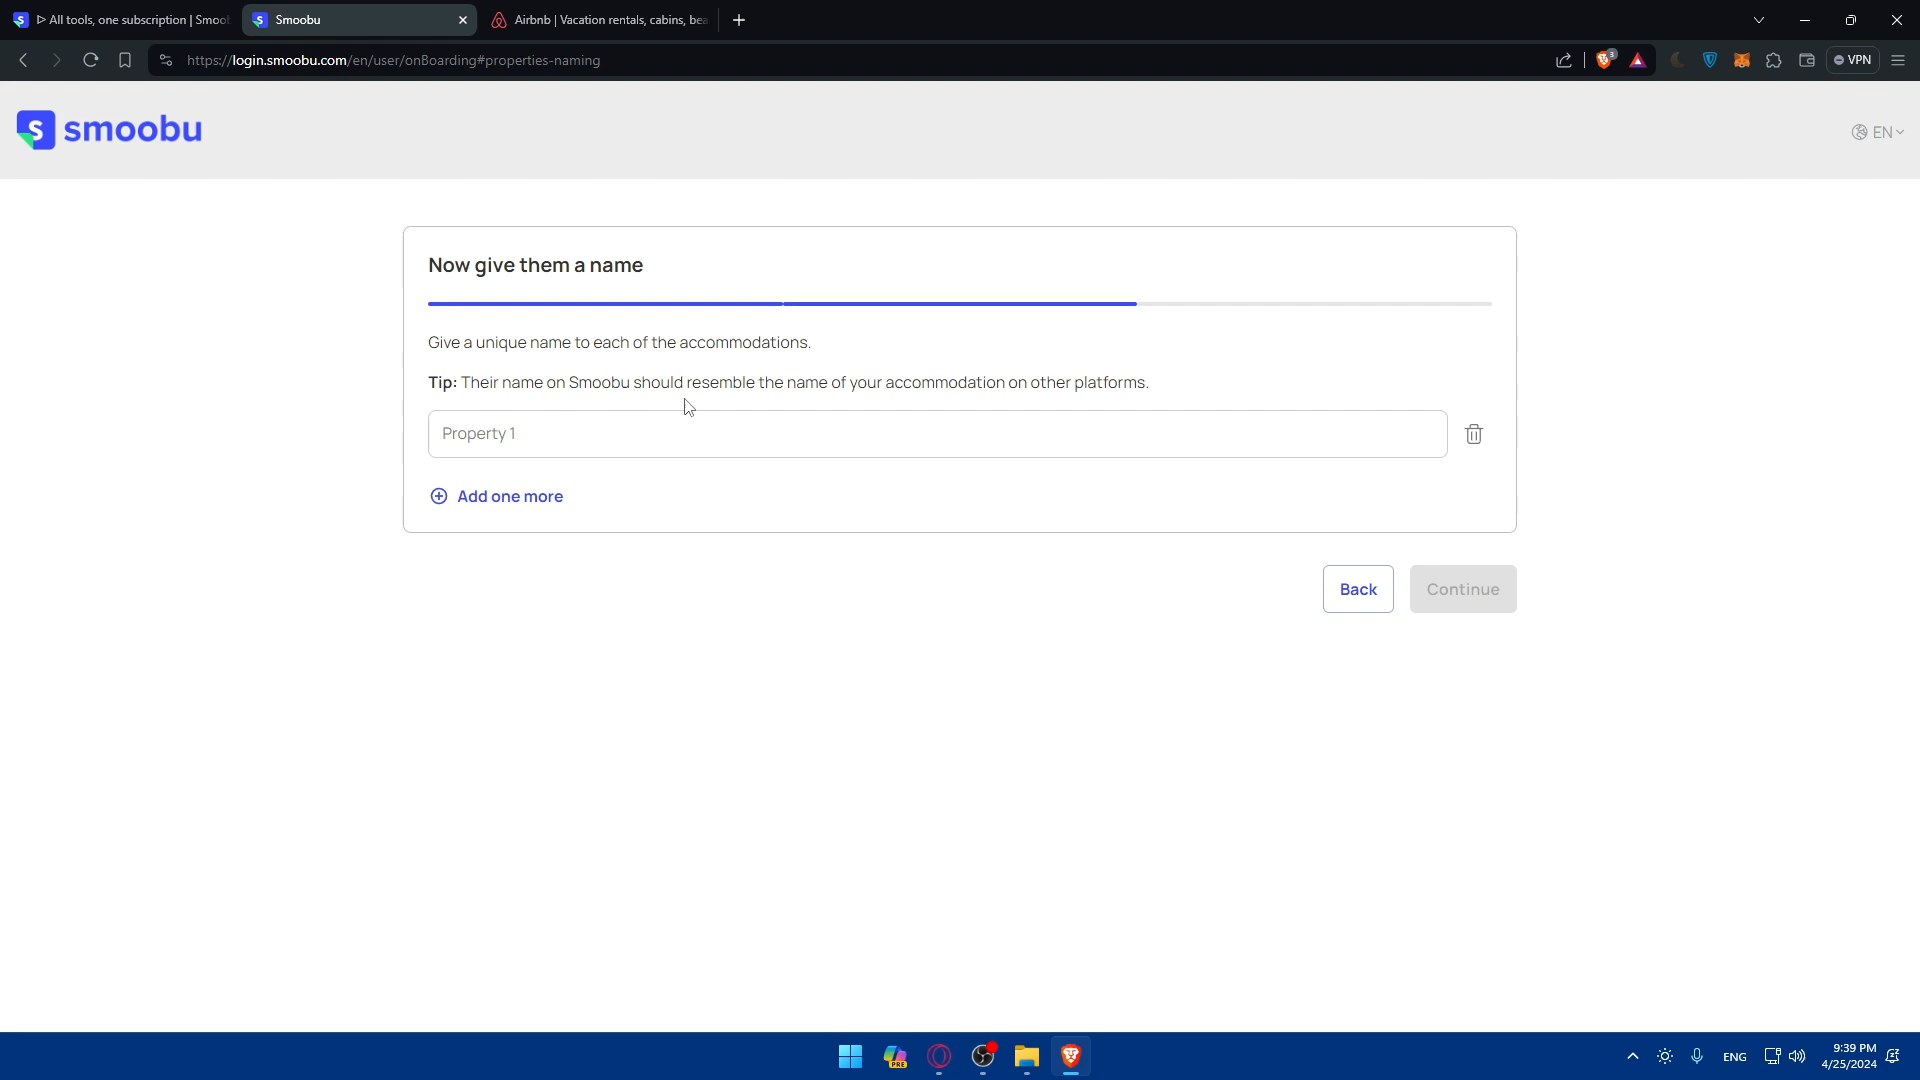 All tools, one subscription | Smoob
Smoobu
Airbnb | Vacation rentals, cabins, bea
https://login.smoobu.com/en/user/onBoarding#properties-naming
3
VPN
smoobu
EN
Now give them a name
Give a unique name to each of the accommodations.
Tip: Their name on Smoobu should resemble the name of your accommodation on other platforms.
Property 1
Add one more
Back
Continue
PRE
ENG
9:39 PM
4/25/2024